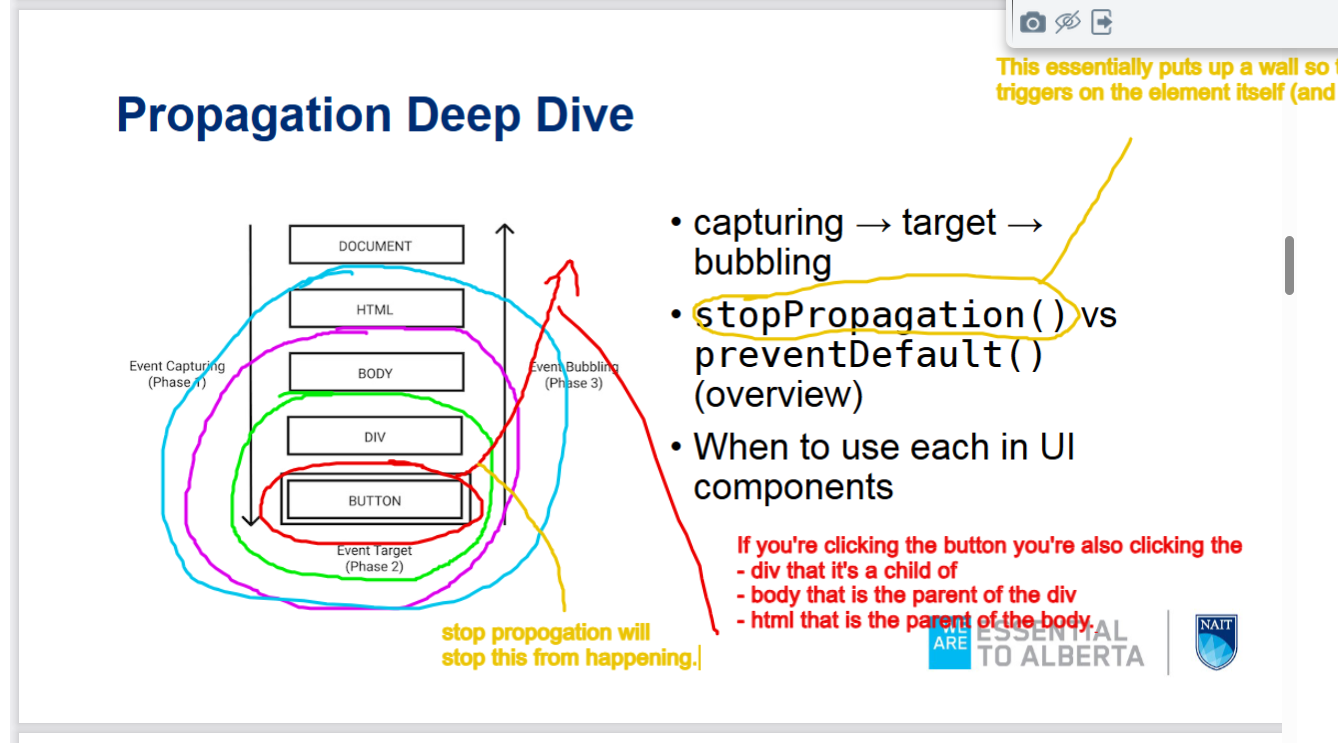 This essentially puts up a wall so
triggers on the element itself (and
Propagation Deep Dive
DOCUMENT
HTML
BODY
DIV
BUTTON
Event Capturing
(Phase 1)
Event Bubbling
(Phase 3)
Event Target
(Phase 2)
• capturing → target →
bubbling
• stopPropagation() vs
preventDefault()
(overview)
• When to use each in UI
components
If you're clicking the button you're also clicking the
- div that it's a child of
- body that is the parent of the div
- html that is the parent of the body.
stop propogation will
stop this from happening.
WE
ARE
ESSENTIAL
TO ALBERTA
NAIT